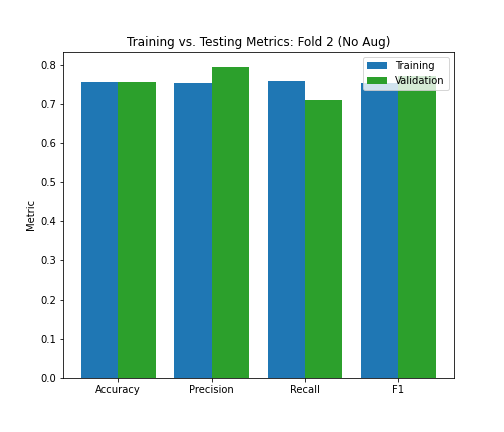 Training vs. Testing Metrics: Fold 2 (No Aug)
Training
Validation
Metric
0.8
0.7
0.6
0.5
0.4
0.3
0.2
0.1
0.0
Accuracy
Precision
Recall
F1